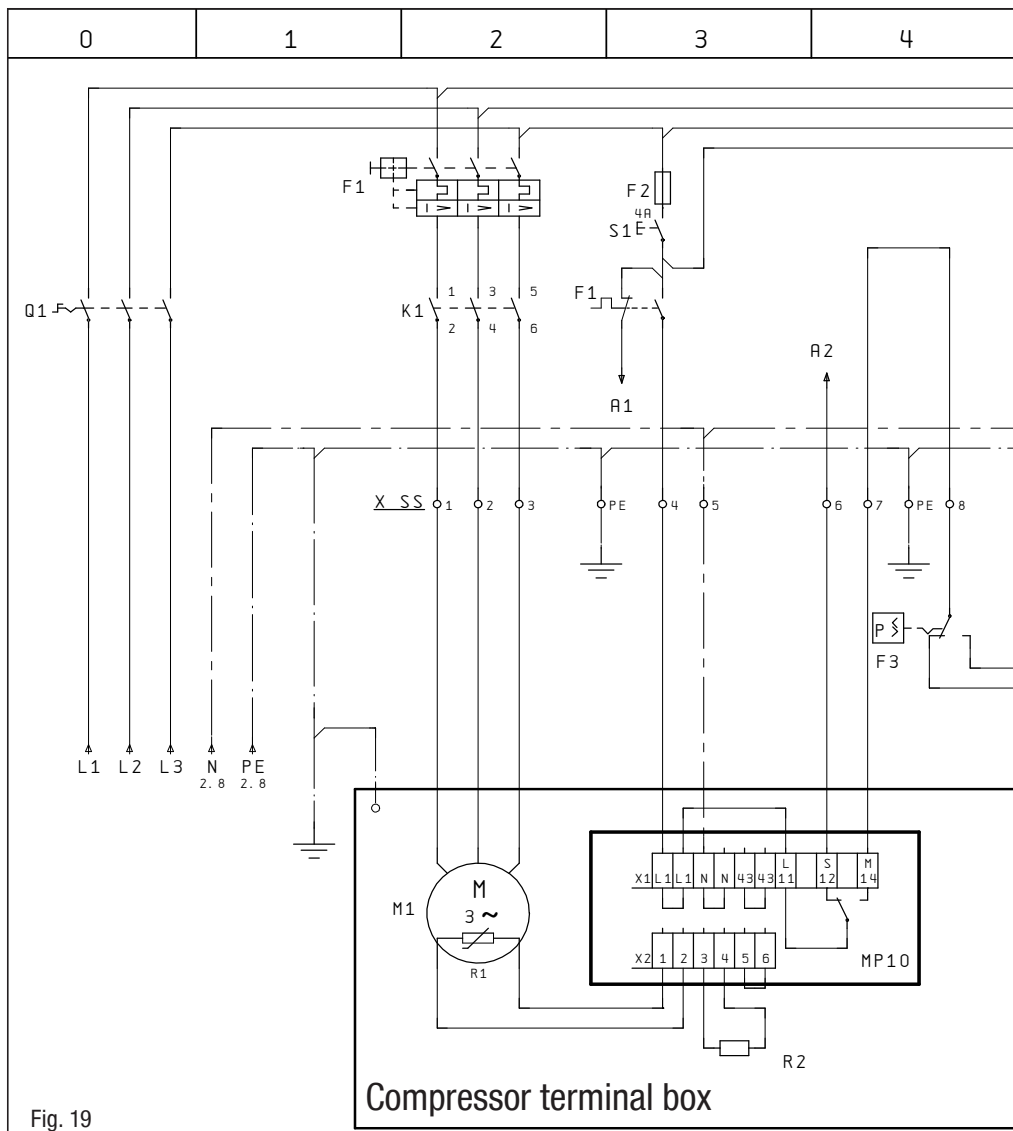 0 1 2 3 4
F1
F2
4A
S1
Q1
K1
1 3 5
2 4 6
F1
A1
A2
X SS 1 2 3 PE 4 5 6 7 PE 8
P
F3
L1 L2 L3 N PE
2.8 2.8
M1
M
3 ~
R1
X1 L1 L1 N N 43 43 L 11 S 12 M 14
X2 1 2 3 4 5 6
MP10
R2
Compressor terminal box
Fig. 19